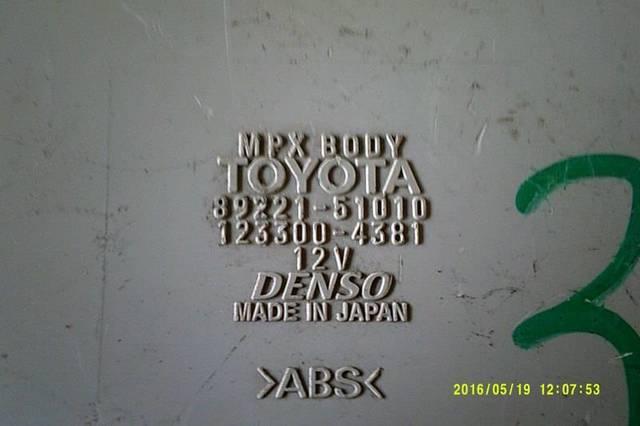 MPX BODY
TOYOTA
89221-51010
123300-4381
12V
DENSO
MADE IN JAPAN
>ABS<
3
2016/05/19 12:07:53